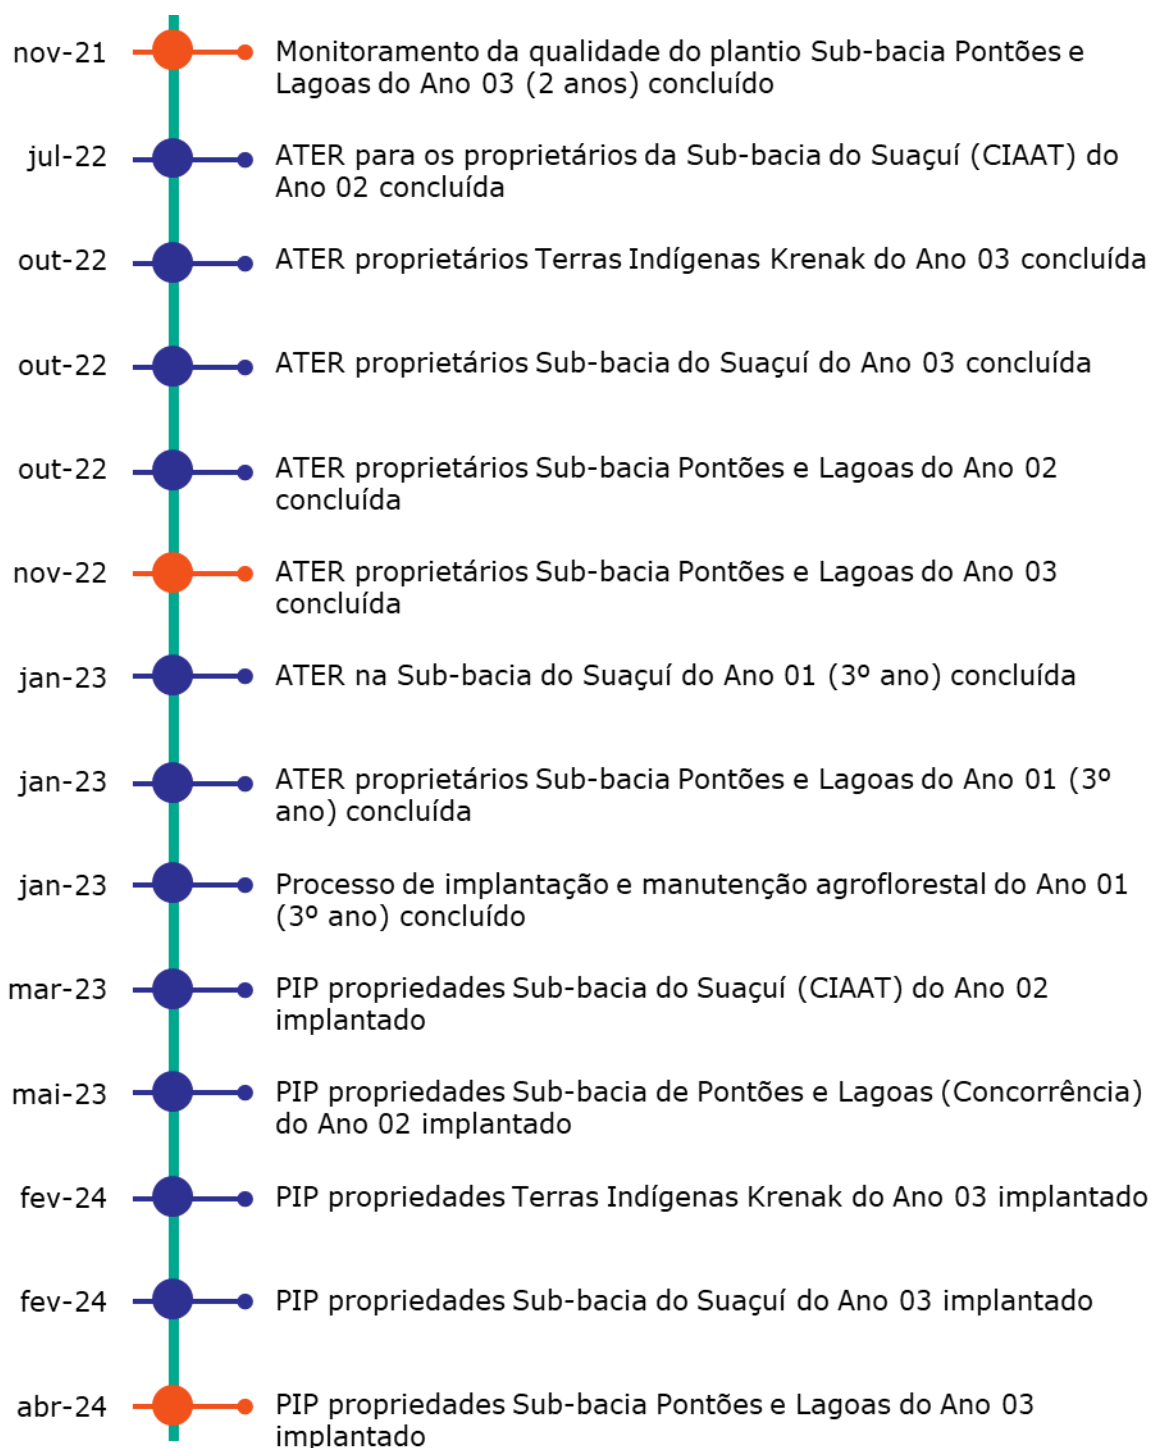 nov-21
Monitoramento da qualidade do plantio Sub-bacia Pontões e
Lagoas do Ano 03 (2 anos) concluído
jul-22
ATER para os proprietários da Sub-bacia do Suaçuí (CIAAT) do
Ano 02 concluída
out-22
ATER proprietários Terras Indígenas Krenak do Ano 03 concluída
out-22
ATER proprietários Sub-bacia do Suaçuí do Ano 03 concluída
out-22
ATER proprietários Sub-bacia Pontões e Lagoas do Ano 02
concluída
nov-22
ATER proprietários Sub-bacia Pontões e Lagoas do Ano 03
concluída
jan-23
ATER na Sub-bacia do Suaçuí do Ano 01 (3º ano) concluída
jan-23
ATER proprietários Sub-bacia Pontões e Lagoas do Ano 01 (3º
ano) concluída
jan-23
Processo de implantação e manutenção agroflorestal do Ano 01
(3º ano) concluído
mar-23
PIP propriedades Sub-bacia do Suaçuí (CIAAT) do Ano 02
implantado
mai-23
PIP propriedades Sub-bacia de Pontões e Lagoas (Concorrência)
do Ano 02 implantado
fev-24
PIP propriedades Terras Indígenas Krenak do Ano 03 implantado
fev-24
PIP propriedades Sub-bacia do Suaçuí do Ano 03 implantado
abr-24
PIP propriedades Sub-bacia Pontões e Lagoas do Ano 03
implantado